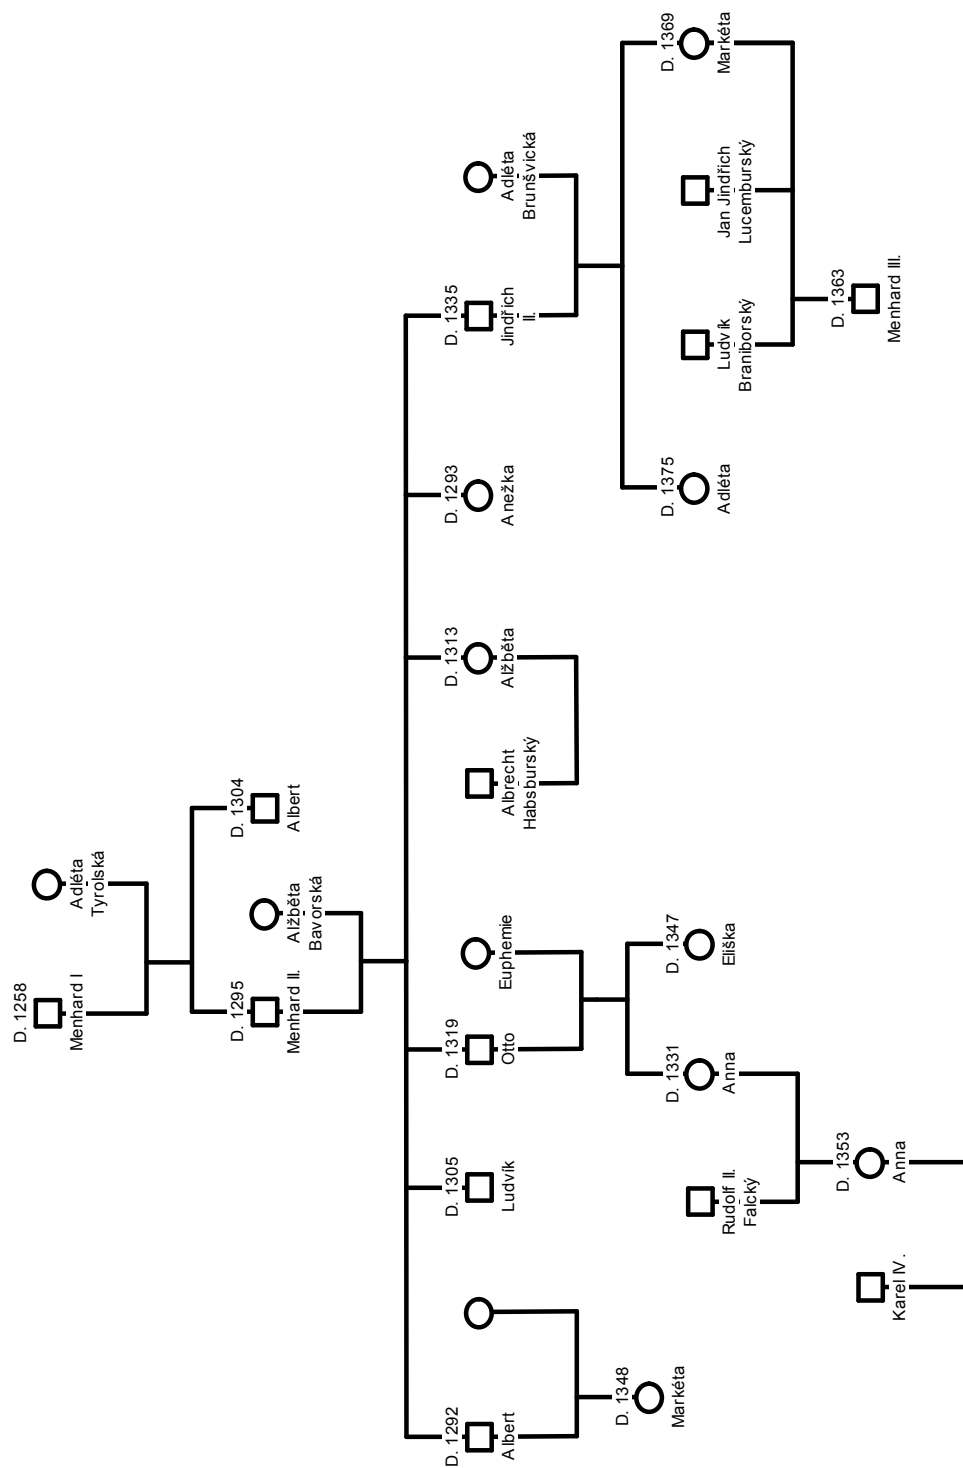 D. 1258
Menhard I
Adléta
Tyrolská
D. 1295
Menhard II.
Alžběta
Bavorská
D. 1304
Albert
D. 1292
Albert
D. 1305
Ludvík
D. 1319
Otto
Euphemie
Albrecht
Habsburský
D. 1313
Alžběta
D. 1293
Anežka
D. 1335
Jindřich
II.
Adléta
Brunšvická
D. 1348
Markéta
Rudolf II.
Falcký
D. 1331
Anna
D. 1347
Eliška
D. 1375
Adléta
Ludvík
Braniborský
Jan Jindřich
Lucemburský
D. 1369
Markéta
Karel IV.
D. 1353
Anna
D. 1363
Menhard III.